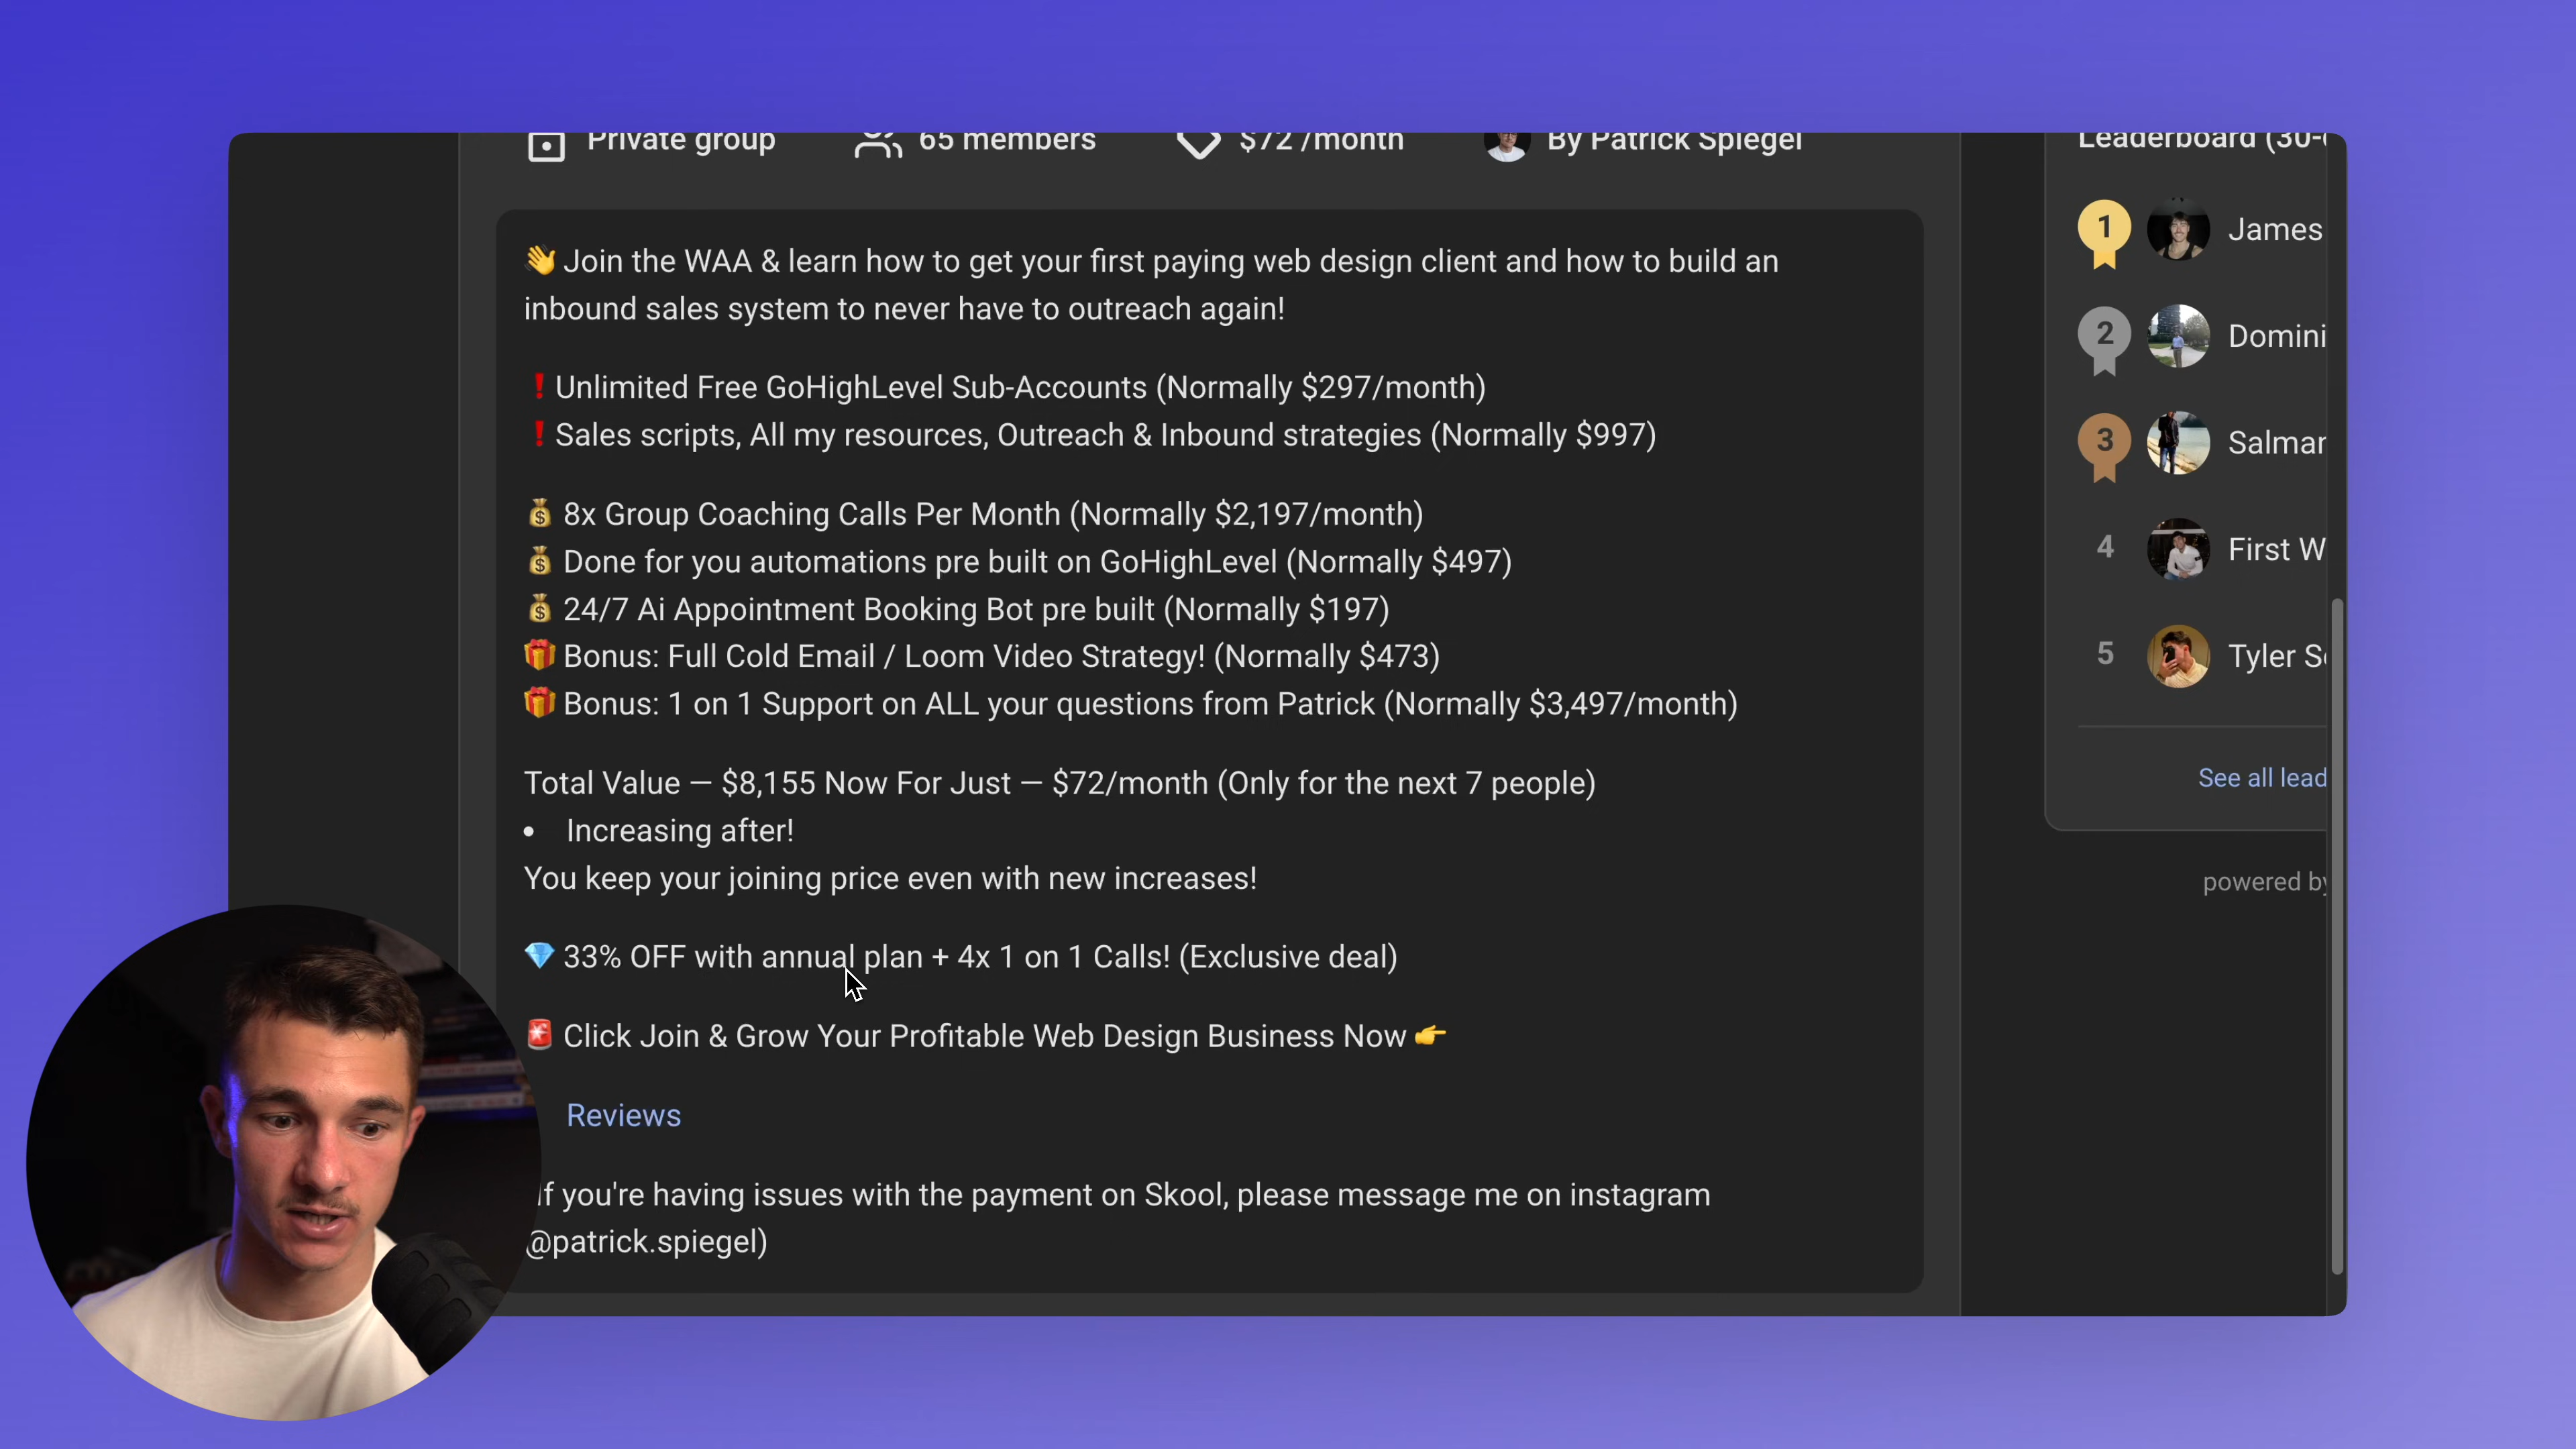 Private group 65 members $72 /month By Patrick Spiegel
👋 Join the WAA & learn how to get your first paying web design client and how to build an
inbound sales system to never have to outreach again!
❗Unlimited Free GoHighLevel Sub-Accounts (Normally $297/month)
❗Sales scripts, All my resources, Outreach & Inbound strategies (Normally $997)
💰 8x Group Coaching Calls Per Month (Normally $2,197/month)
💰 Done for you automations pre built on GoHighLevel (Normally $497)
💰 24/7 Ai Appointment Booking Bot pre built (Normally $197)
🎁 Bonus: Full Cold Email / Loom Video Strategy! (Normally $473)
🎁 Bonus: 1 on 1 Support on ALL your questions from Patrick (Normally $3,497/month)
Total Value — $8,155 Now For Just — $72/month (Only for the next 7 people)
• Increasing after!
You keep your joining price even with new increases!
💎 33% OFF with annual plan + 4x 1 on 1 Calls! (Exclusive deal)
🚨 Click Join & Grow Your Profitable Web Design Business Now 👉
Reviews
If you're having issues with the payment on Skool, please message me on instagram
@patrick.spiegel)
Leaderboard (30-
1 James
2 Domini
3 Salmar
4 First W
5 Tyler S
See all lead
powered by